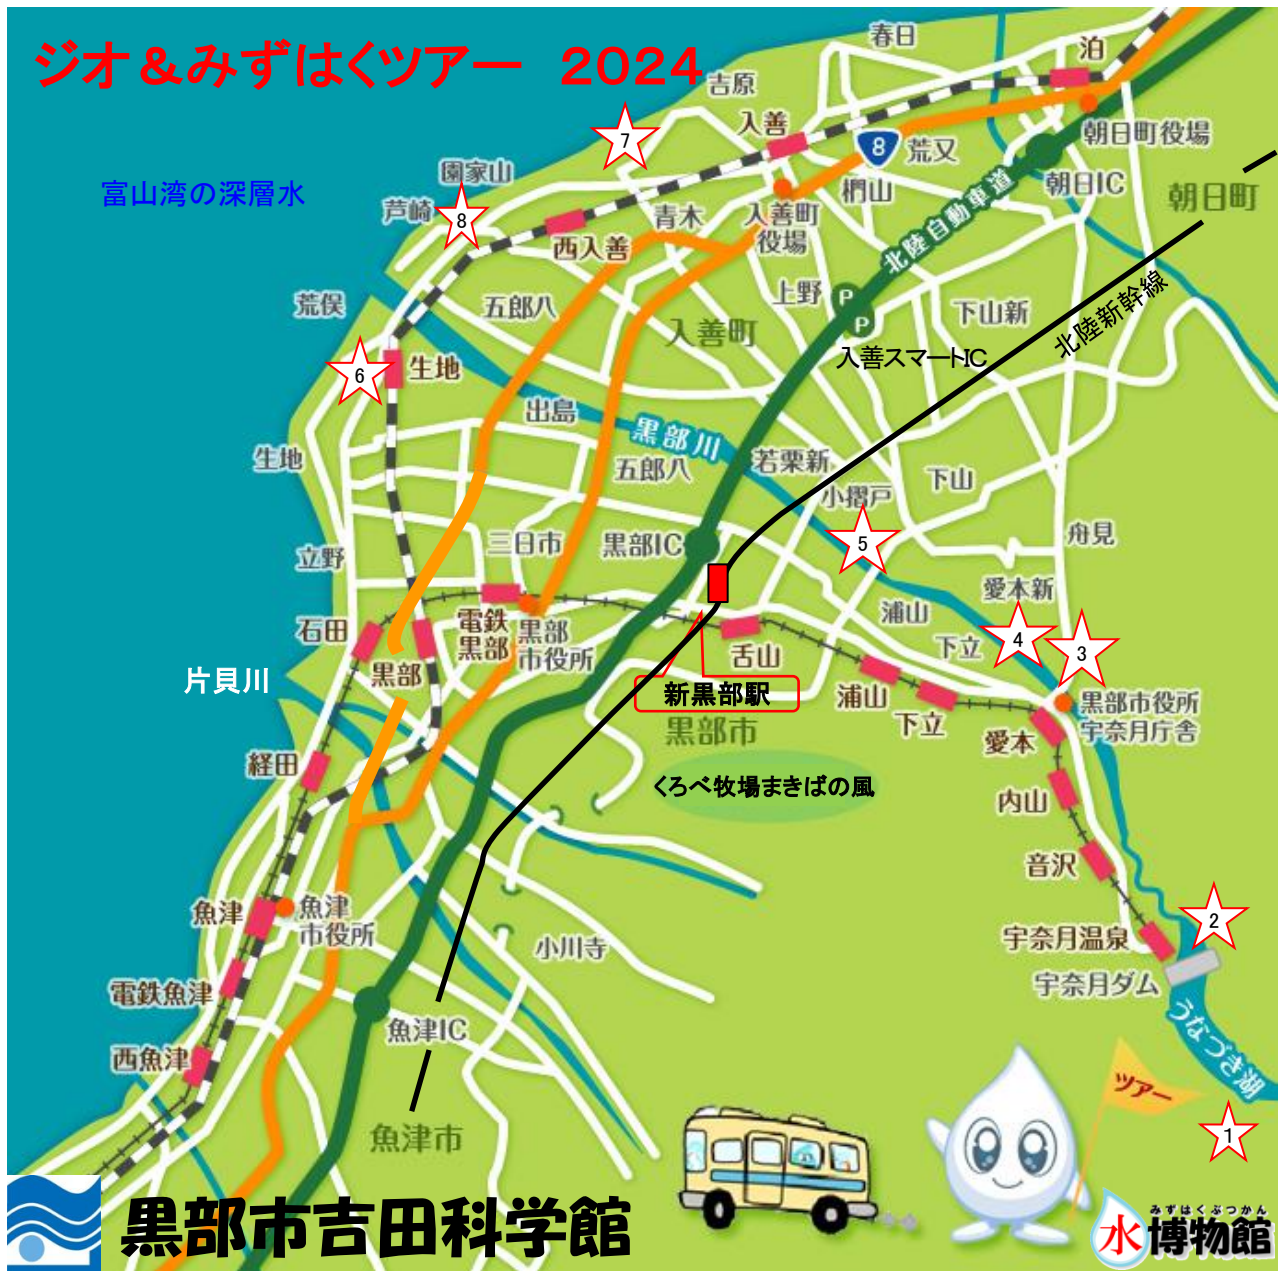 ジオ＆みずはくツアー　２０２４
春日
泊
吉原
入善
7
8
荒又
朝日町役場
園家山
富山湾の深層水
芦崎
8
青木
入善町
役場
椚山
朝日IC
朝日町
西入善
北陸自動車道
上野
P
P
荒俣
五郎八
入善町
下山新
北陸新幹線
入善スマートIC
6
生地
出島
黒部川
生地
五郎八
若栗新
下山
小摺戸
立野
三日市
黒部IC
5
舟見
愛本新
石田
電鉄
黒部
黒部
市役所
舌山
浦山
下立
4
3
片貝川
黒部
新黒部駅
浦山
下立
黒部市役所
宇奈月庁舎
黒部市
愛本
経田
くろべ牧場まきばの風
内山
音沢
魚津
魚津
市役所
小川寺
宇奈月温泉
2
宇奈月ダム
電鉄魚津
うなづき湖
魚津IC
西魚津
ツアー
1
魚津市
黒部市吉田科学館
みずはくぶつかん
水博物館